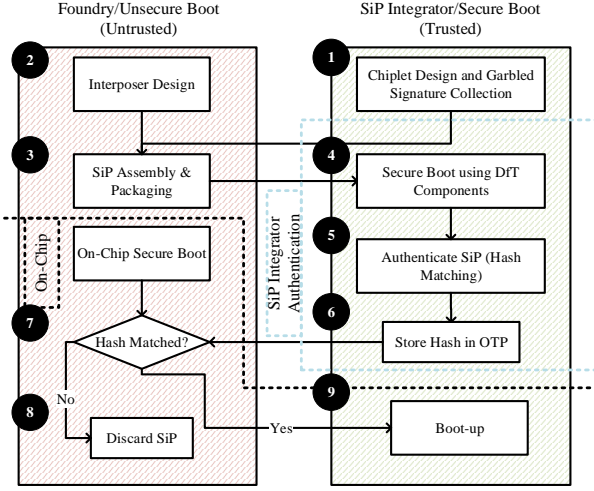 Foundry/Unsecure Boot
(Untrusted)
SiP Integrator/Secure Boot
(Trusted)
2
Interposer Design
1
Chiplet Design and Garbled
Signature Collection
3
SiP Assembly &
Packaging
4
Secure Boot using DfT
Components
On-Chip
On-Chip Secure Boot
SiP Integrator
Authentication
5
Authenticate SiP (Hash
Matching)
6
Store Hash in OTP
7
Hash Matched?
No
8
Discard SiP
Yes
9
Boot-up